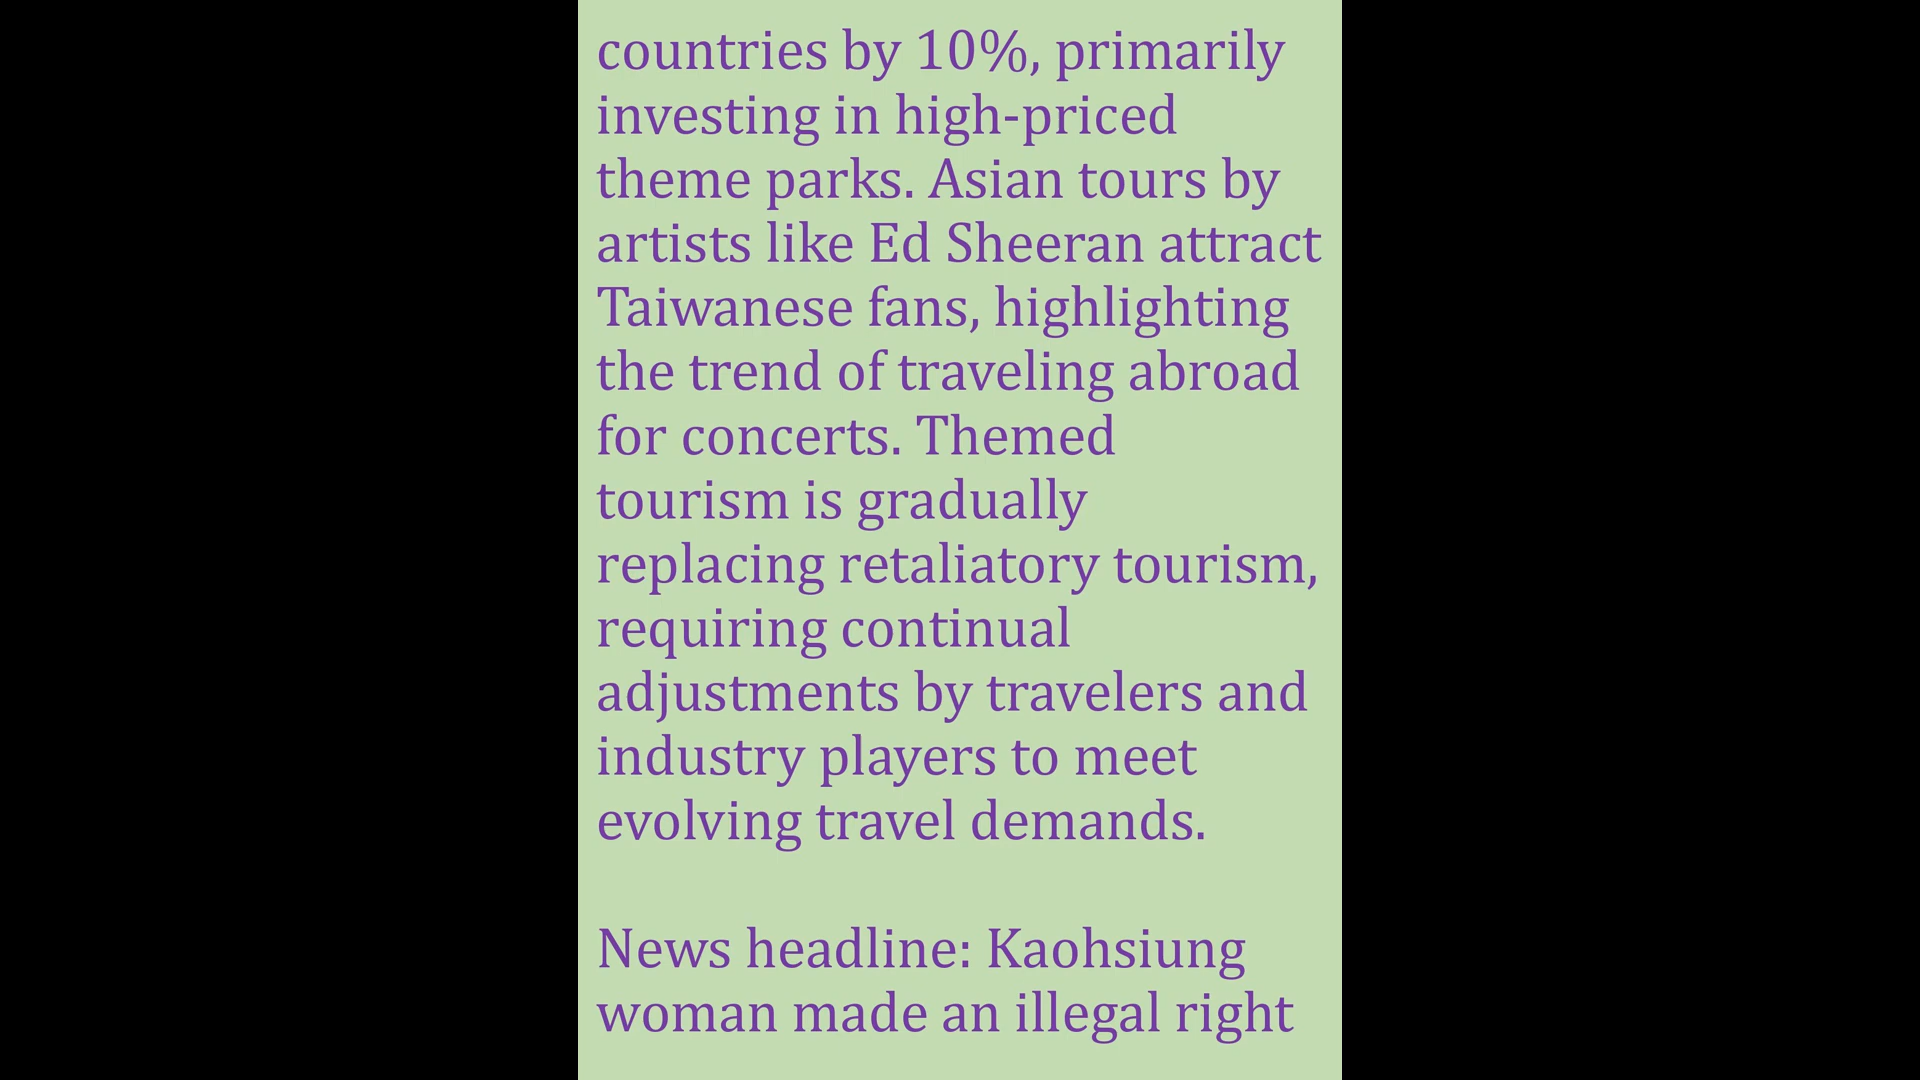 countries by 10%, primarily
investing in high-priced
theme parks. Asian tours by
artists like Ed Sheeran attract
Taiwanese fans, highlighting
the trend of traveling abroad
for concerts. Themed
tourism is gradually
replacing retaliatory tourism,
requiring continual
adjustments by travelers and
industry players to meet
evolving travel demands.
News headline: Kaohsiung
woman made an illegal right